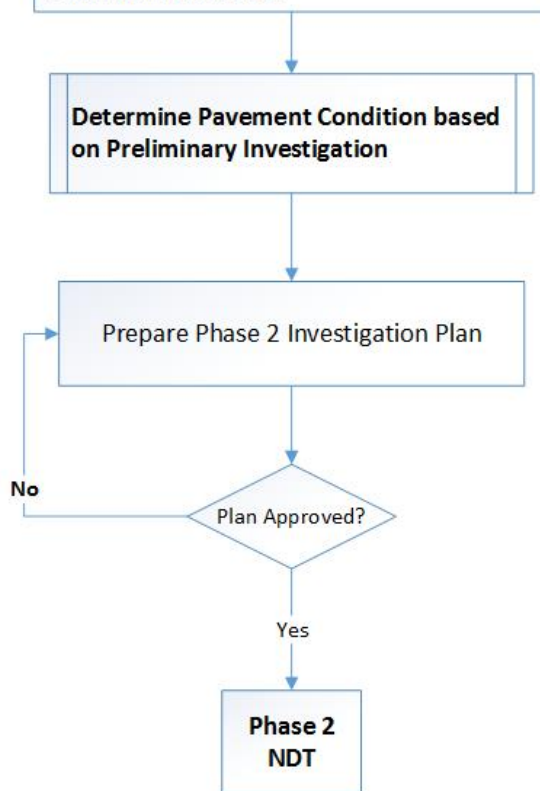 Determine Pavement Condition based
on Preliminary Investigation
Prepare Phase 2 Investigation Plan
No
Plan Approved?
Yes
Phase 2
NDT